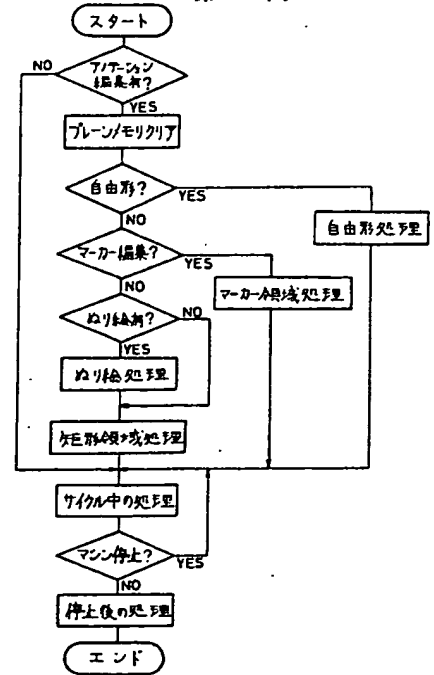 スタート
アノテーション
編集有?
NO
YES
プレーンメモリクリア
自由形?
YES
NO
自由形処理
マーカー編集?
YES
NO
マーカー領域処理
ぬり絵有?
NO
YES
ぬり絵処理
矩形領域処理
サイクル中の処理
マシン停止?
YES
NO
停止後の処理
エンド